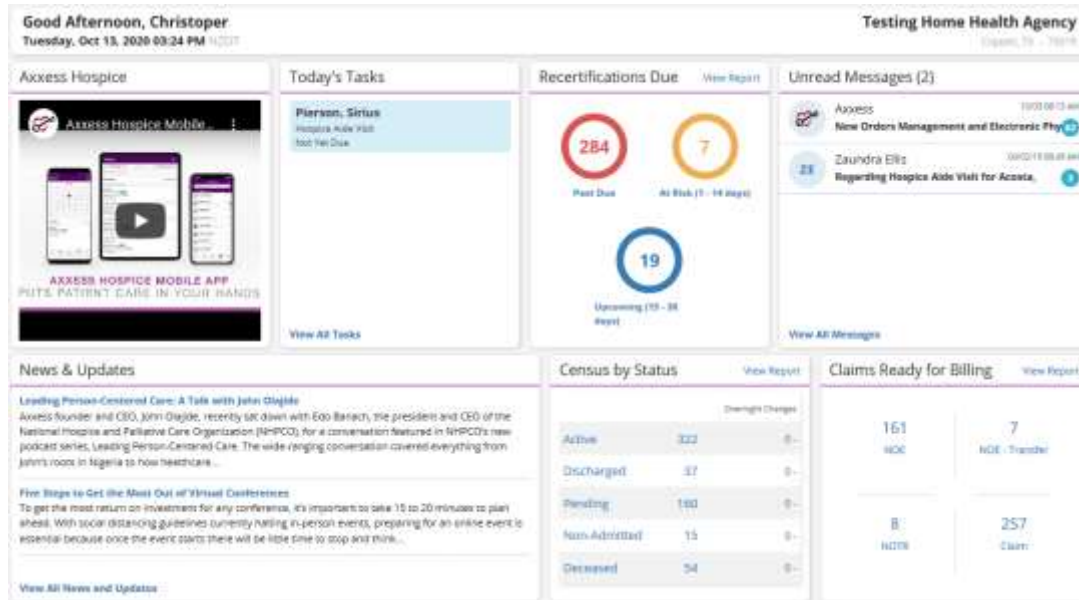 Good Afternoon, Christoper
Tuesday, Oct 13, 2020 03:24 PM
Testing Home Health Agency
Axxess Hospice
Axxess Hospice Mobile...
AXXESS HOSPICE MOBILE APP
PUTS PATIENT CARE IN YOUR HANDS
Today's Tasks
Pierson, Sirius
Hospice Aide Visit
Not Yet Due
View All Tasks
Recertifications Due View Report
284
Past Due
7
At Risk (1 - 14 days)
19
Upcoming (15 -
days)
Unread Messages (2)
Axxess
New Orders Management and Electronic Phy
ZE
Zaundra Ellis
Regarding Hospice Aide Visit for Acosta,
View All Messages
News & Updates
Leading Person-Centered Care: A Talk with John Olajide
Axxess founder and CEO, John Olajide, recently sat down with Edo Banach, the president and CEO of the
National Hospice and Palliative Care Organization (NHPCO), for a conversation featured in NHPCO's new
podcast series, Leading Person-Centered Care. The wide-ranging conversation covered everything from
John's roots in Nigeria to how healthcare...
Five Steps to Get the Most Out of Virtual Conferences
To get the most return on investment for any conference, it's important to take 15 to 20 minutes to plan
ahead. With social distancing guidelines currently halting in-person events, preparing for an online event is
essential because once the event starts there will be little time to stop and think...
View All News and Updates
Census by Status View Report
Overnight Changes
Active 322 0 -
Discharged 37 0 -
Pending 160 0 -
Non-Admitted 15 0 -
Deceased 54 0 -
Claims Ready for Billing View Report
161
NOE
7
NOE - Transfer
8
NOTR
257
Claim